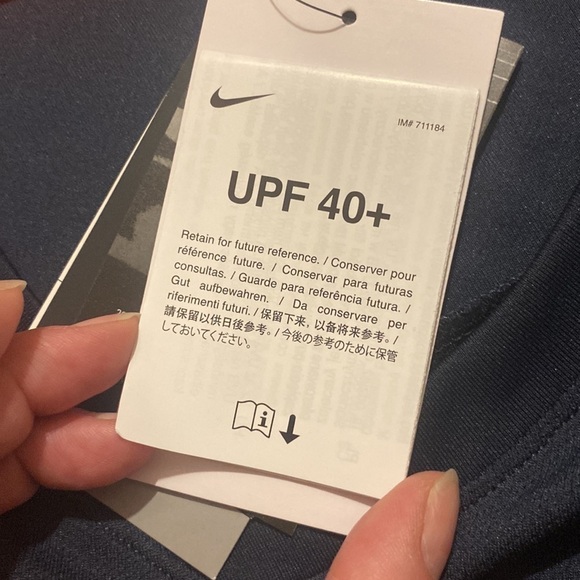 IM# 711184
UPF 40+
Retain for future reference. / Conserver pour
référence future. / Conservar para futuras
consultas. / Guarde para referência futura. /
Gut aufbewahren. / Da conservare per
riferimenti futuri. / 保留下来, 以备将来参考。/
請保留以供日後參考。/ 今後の参考のために保管
しておいてください。